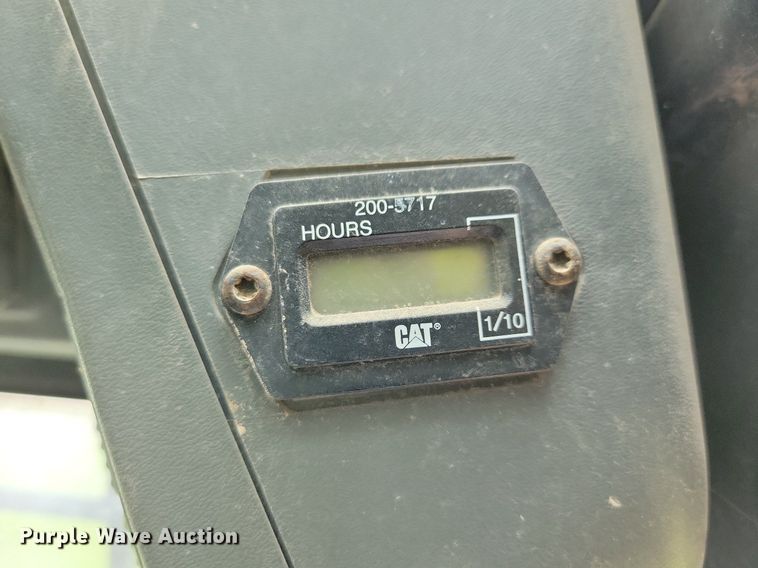 200-5717
HOURS
CAT®
1/10
Purple Wave Auction